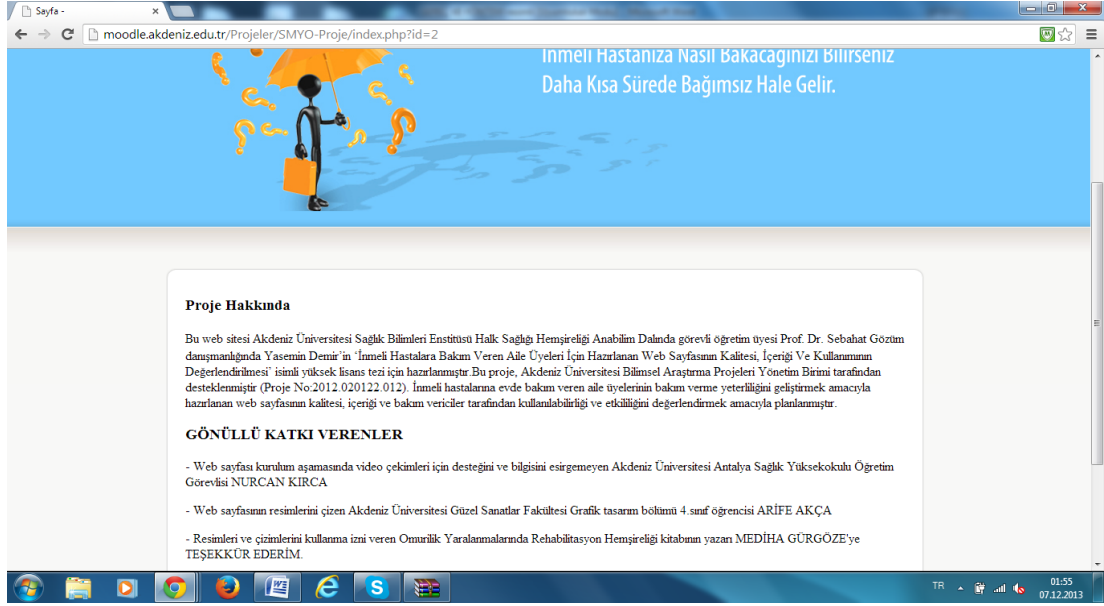 Sayfa -
moodle.akdeniz.edu.tr/Projeler/SMYO-Proje/index.php?id=2
İnmeli Hastanıza Nasıl Bakacağınızı Bilirseniz
Daha Kısa Sürede Bağımsız Hale Gelir.
Proje Hakkında
Bu web sitesi Akdeniz Üniversitesi Sağlık Bilimleri Enstitüsü Halk Sağlığı Hemşireliği Anabilim Dalında görevli öğretim üyesi Prof. Dr. Sebahat Gözüm
danışmanlığında Yasemin Demir'in 'İnmeli Hastalara Bakım Veren Aile Üyeleri İçin Hazırlanan Web Sayfasının Kalitesi, İçeriği Ve Kullanımının
Değerlendirilmesi' isimli yüksek lisans tezi için hazırlanmıştır.Bu proje, Akdeniz Üniversitesi Bilimsel Araştırma Projeleri Yönetim Birimi tarafından
desteklenmiştir (Proje No:2012.020122.012). İnmeli hastalarına evde bakım veren aile üyelerinin bakım verme yeterliliğini geliştirmek amacıyla
hazırlanan web sayfasının kalitesi, içeriği ve bakım vericiler tarafından kullanılabilirliği ve etkililiğini değerlendirmek amacıyla planlanmıştır.
GÖNÜLLÜ KATKI VERENLER
- Web sayfası kurulum aşamasında video çekimleri için desteğini ve bilgisini esirgemeyen Akdeniz Üniversitesi Antalya Sağlık Yüksekokulu Öğretim
Görevlisi NURCAN KIRCA
- Web sayfasının resimlerini çizen Akdeniz Üniversitesi Güzel Sanatlar Fakültesi Grafik tasarım bölümü 4.sınıf öğrencisi ARİFE AKÇA
- Resimleri ve çizimlerini kullanma izni veren Omurilik Yaralanmalarında Rehabilitasyon Hemşireliği kitabının yazarı MEDİHA GÜRGÖZE'ye
TEŞEKKÜR EDERİM.
TR
01:55
07.12.2013